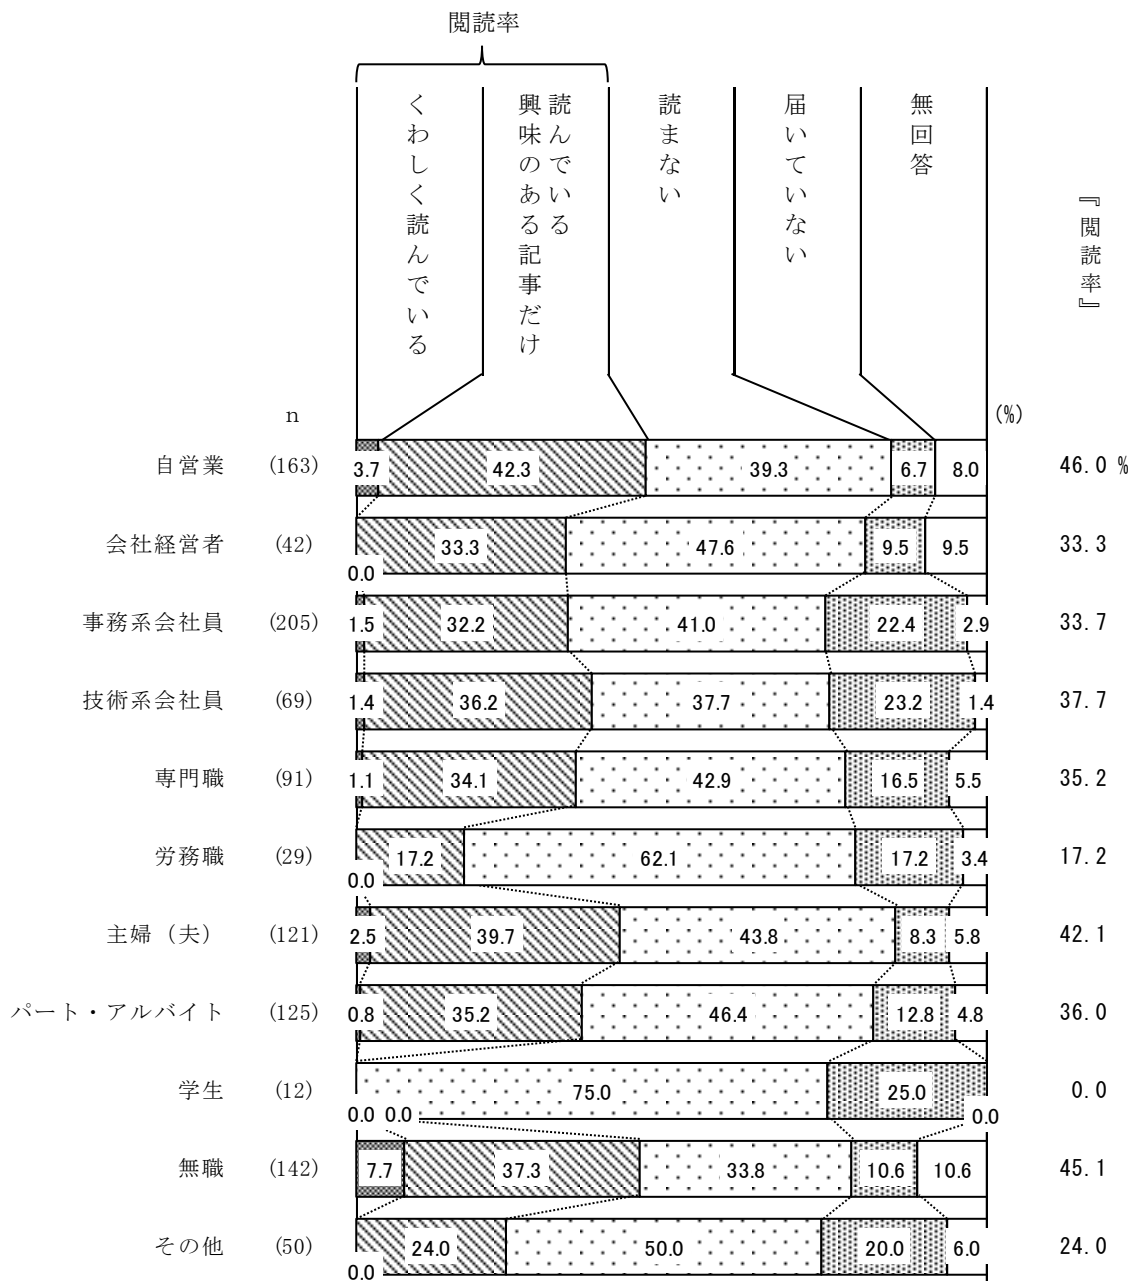 閲読率
くわしく読んでいる
興味のある記事だけ
読んでいる
読まない
届いていない
無回答
『閲読率』
n
(%)
自営業 (163) 3.7 42.3 39.3 6.7 8.0 46.0 %
会社経営者 (42) 0.0 33.3 47.6 9.5 9.5 33.3
事務系会社員 (205) 1.5 32.2 41.0 22.4 2.9 33.7
技術系会社員 (69) 1.4 36.2 37.7 23.2 1.4 37.7
専門職 (91) 1.1 34.1 42.9 16.5 5.5 35.2
労務職 (29) 0.0 17.2 62.1 17.2 3.4 17.2
主婦（夫） (121) 2.5 39.7 43.8 8.3 5.8 42.1
パート・アルバイト (125) 0.8 35.2 46.4 12.8 4.8 36.0
学生 (12) 0.0 0.0 75.0 25.0 0.0 0.0
無職 (142) 7.7 37.3 33.8 10.6 10.6 45.1
その他 (50) 0.0 24.0 50.0 20.0 6.0 24.0